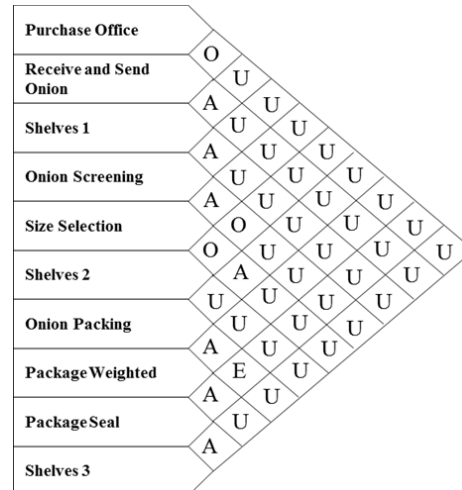 Purchase Office
O
Receive and Send
Onion
U
A U
Shelves 1 U U
A U U
Onion Screening U U U
A U U U
Size Selection O U U U
O U U U U
Shelves 2 A U U U
U U U U
Onion Packing U U U
A U U
Package Weighted E U
A U
Package Seal U
A
Shelves 3